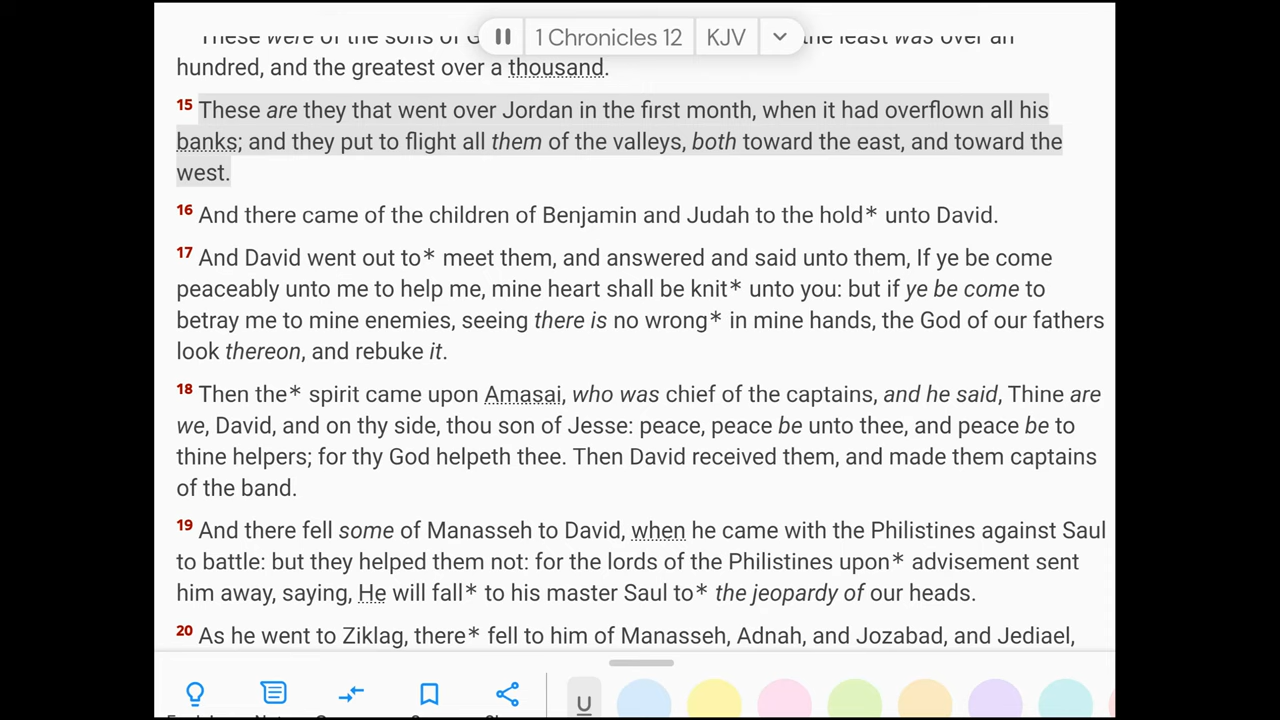 1 Chronicles 12 KJV
These were of the sons of G the least was over an
hundred, and the greatest over a thousand.
15 These are they that went over Jordan in the first month, when it had overflown all his
banks; and they put to flight all them of the valleys, both toward the east, and toward the
west.
16 And there came of the children of Benjamin and Judah to the hold* unto David.
17 And David went out to* meet them, and answered and said unto them, If ye be come
peaceably unto me to help me, mine heart shall be knit* unto you: but if ye be come to
betray me to mine enemies, seeing there is no wrong* in mine hands, the God of our fathers
look thereon, and rebuke it.
18 Then the* spirit came upon Amasai, who was chief of the captains, and he said, Thine are
we, David, and on thy side, thou son of Jesse: peace, peace be unto thee, and peace be to
thine helpers; for thy God helpeth thee. Then David received them, and made them captains
of the band.
19 And there fell some of Manasseh to David, when he came with the Philistines against Saul
to battle: but they helped them not: for the lords of the Philistines upon* advisement sent
him away, saying, He will fall* to his master Saul to* the jeopardy of our heads.
20 As he went to Ziklag, there* fell to him of Manasseh, Adnah, and Jozabad, and Jediael,
U